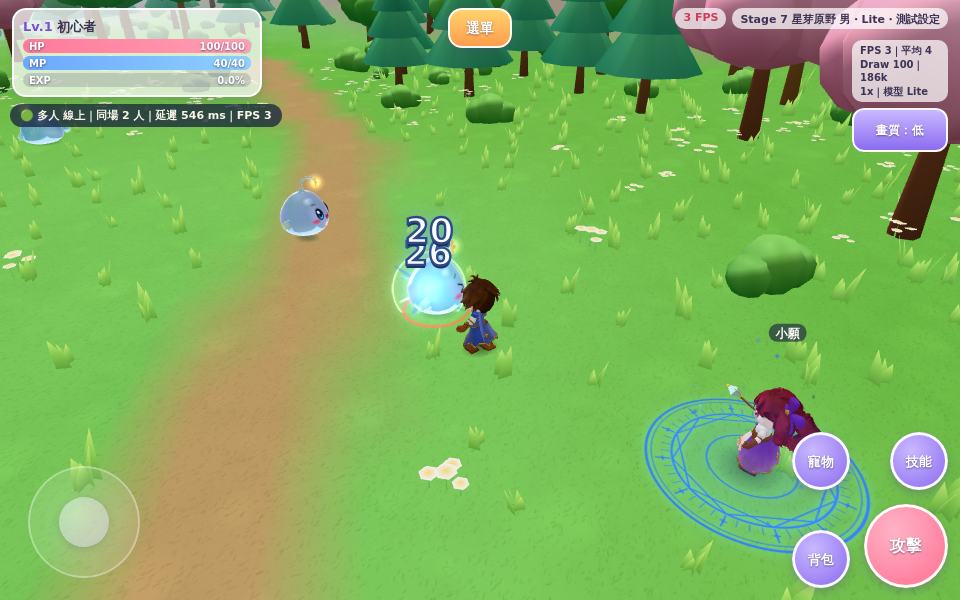 Lv.1 初心者
HP 100/100
MP 40/40
EXP 0.0%
🟢 多人 線上 | 同場 2 人 | 延遲 546 ms | FPS 3
選單
3 FPS
Stage 7 星芽原野 男・Lite・測試設定
FPS 3 | 平均 4
Draw 100 |
186k
1x | 模型 Lite
畫質：低
20
26
小願
寵物
技能
攻擊
背包